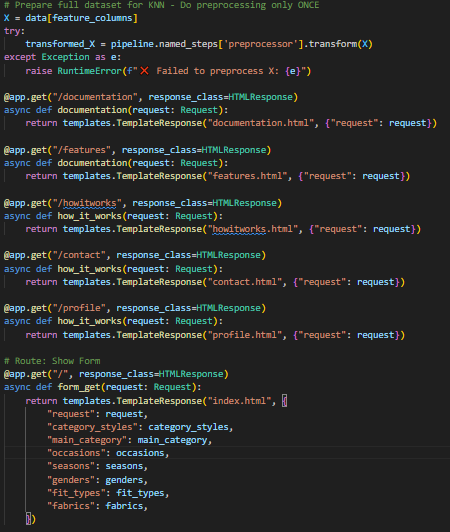 # Prepare full dataset for KNN - Do preprocessing only ONCE
X = data[feature_columns]
try:
    transformed_X = pipeline.named_steps['preprocessor'].transform(X)
except Exception as e:
    raise RuntimeError(f"❌ Failed to preprocess X: {e}")

@app.get("/documentation", response_class=HTMLResponse)
async def documentation(request: Request):
    return templates.TemplateResponse("documentation.html", {"request": request})

@app.get("/features", response_class=HTMLResponse)
async def documentation(request: Request):
    return templates.TemplateResponse("features.html", {"request": request})

@app.get("/howitworks", response_class=HTMLResponse)
async def how_it_works(request: Request):
    return templates.TemplateResponse("howitworks.html", {"request": request})

@app.get("/contact", response_class=HTMLResponse)
async def how_it_works(request: Request):
    return templates.TemplateResponse("contact.html", {"request": request})

@app.get("/profile", response_class=HTMLResponse)
async def how_it_works(request: Request):
    return templates.TemplateResponse("profile.html", {"request": request})

# Route: Show Form
@app.get("/", response_class=HTMLResponse)
async def form_get(request: Request):
    return templates.TemplateResponse("index.html", {
        "request": request,
        "category_styles": category_styles,
        "main_category": main_category,
        "occasions": occasions,
        "seasons": seasons,
        "genders": genders,
        "fit_types": fit_types,
        "fabrics": fabrics,
    })